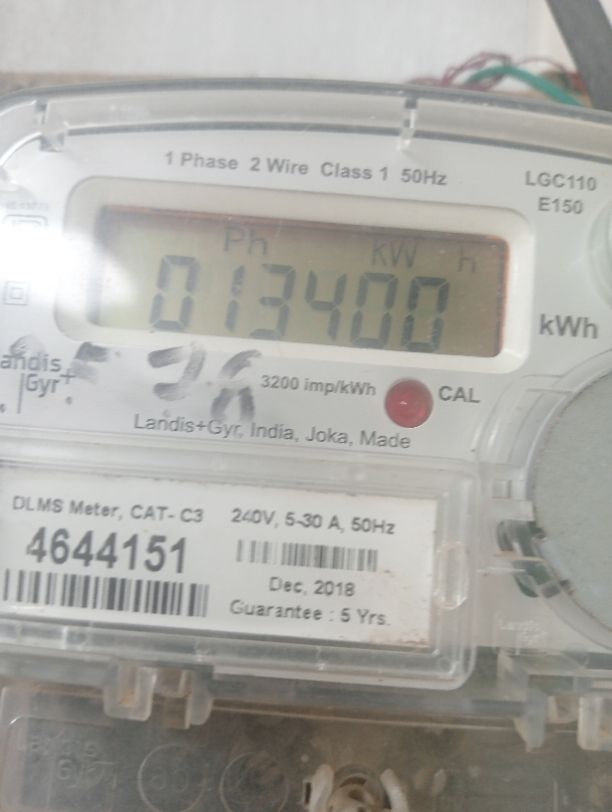 1 Phase 2 Wire Class 1 50Hz
LGC110
E150
Ph kW h
013400
kWh
Landis
Gyr+
3200 imp/kWh
CAL
Landis+Gyr, India, Joka, Made
DLMS Meter, CAT- C3
240V, 5-30 A, 50Hz
4644151
Dec, 2018
Guarantee : 5 Yrs.